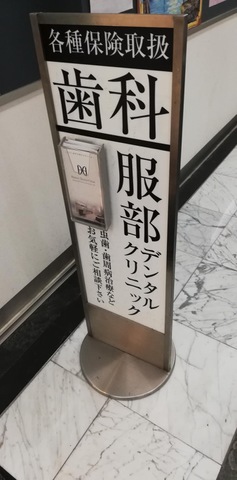 各種保険取扱
歯科
服部デンタルクリニック
虫歯・歯周病治療など
お気軽にご相談下さい